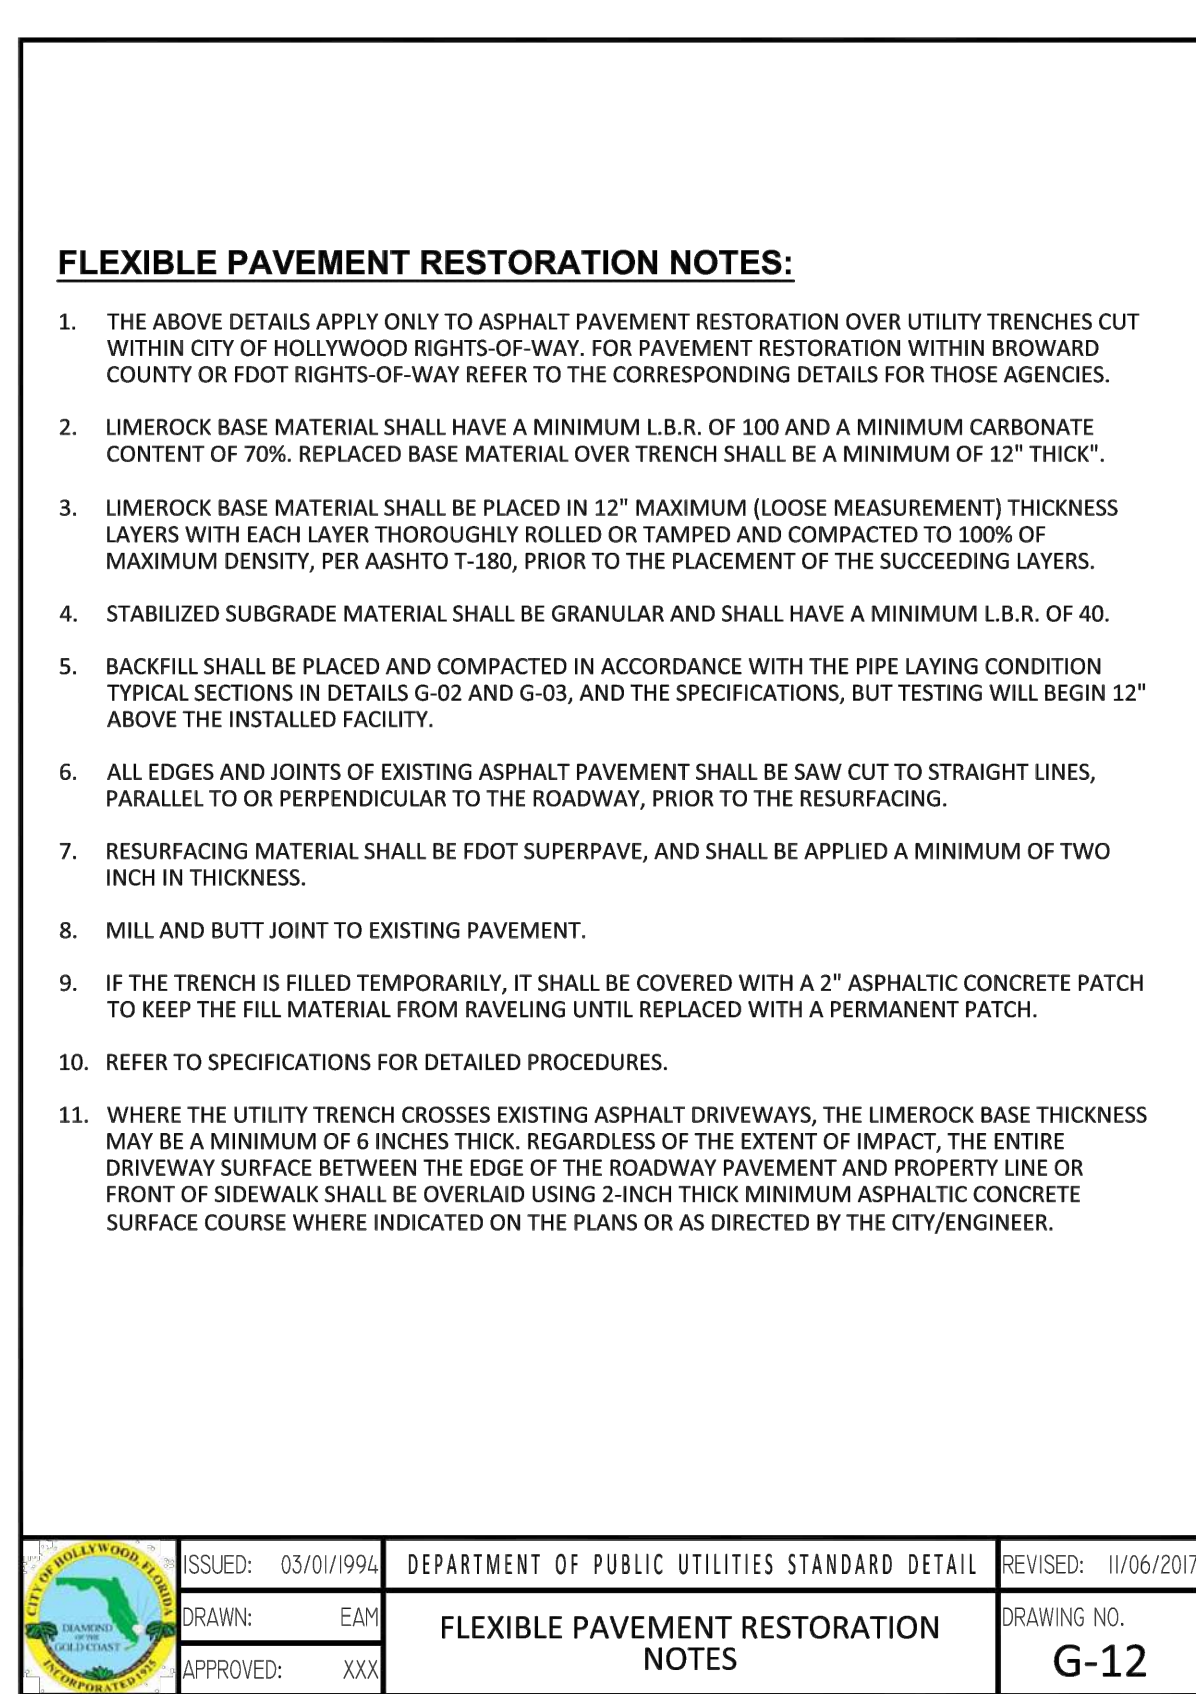 FLEXIBLE PAVEMENT RESTORATION NOTES:
1. THE ABOVE DETAILS APPLY ONLY TO ASPHALT PAVEMENT RESTORATION OVER UTILITY TRENCHES CUT
WITHIN CITY OF HOLLYWOOD RIGHTS-OF-WAY. FOR PAVEMENT RESTORATION WITHIN BROWARD
COUNTY OR FDOT RIGHTS-OF-WAY REFER TO THE CORRESPONDING DETAILS FOR THOSE AGENCIES.
2. LIMEROCK BASE MATERIAL SHALL HAVE A MINIMUM L.B.R. OF 100 AND A MINIMUM CARBONATE
CONTENT OF 70%. REPLACED BASE MATERIAL OVER TRENCH SHALL BE A MINIMUM OF 12" THICK".
3. LIMEROCK BASE MATERIAL SHALL BE PLACED IN 12" MAXIMUM (LOOSE MEASUREMENT) THICKNESS
LAYERS WITH EACH LAYER THOROUGHLY ROLLED OR TAMPED AND COMPACTED TO 100% OF
MAXIMUM DENSITY, PER AASHTO T-180, PRIOR TO THE PLACEMENT OF THE SUCCEEDING LAYERS.
4. STABILIZED SUBGRADE MATERIAL SHALL BE GRANULAR AND SHALL HAVE A MINIMUM L.B.R. OF 40.
5. BACKFILL SHALL BE PLACED AND COMPACTED IN ACCORDANCE WITH THE PIPE LAYING CONDITION
TYPICAL SECTIONS IN DETAILS G-02 AND G-03, AND THE SPECIFICATIONS, BUT TESTING WILL BEGIN 12"
ABOVE THE INSTALLED FACILITY.
6. ALL EDGES AND JOINTS OF EXISTING ASPHALT PAVEMENT SHALL BE SAW CUT TO STRAIGHT LINES,
PARALLEL TO OR PERPENDICULAR TO THE ROADWAY, PRIOR TO THE RESURFACING.
7. RESURFACING MATERIAL SHALL BE FDOT SUPERPAVE, AND SHALL BE APPLIED A MINIMUM OF TWO
INCH IN THICKNESS.
8. MILL AND BUTT JOINT TO EXISTING PAVEMENT.
9. IF THE TRENCH IS FILLED TEMPORARILY, IT SHALL BE COVERED WITH A 2" ASPHALTIC CONCRETE PATCH
TO KEEP THE FILL MATERIAL FROM RAVELING UNTIL REPLACED WITH A PERMANENT PATCH.
10. REFER TO SPECIFICATIONS FOR DETAILED PROCEDURES.
11. WHERE THE UTILITY TRENCH CROSSES EXISTING ASPHALT DRIVEWAYS, THE LIMEROCK BASE THICKNESS
MAY BE A MINIMUM OF 6 INCHES THICK. REGARDLESS OF THE EXTENT OF IMPACT, THE ENTIRE
DRIVEWAY SURFACE BETWEEN THE EDGE OF THE ROADWAY PAVEMENT AND PROPERTY LINE OR
FRONT OF SIDEWALK SHALL BE OVERLAID USING 2-INCH THICK MINIMUM ASPHALTIC CONCRETE
SURFACE COURSE WHERE INDICATED ON THE PLANS OR AS DIRECTED BY THE CITY/ENGINEER.
CITY OF HOLLYWOOD, FLORIDA
DIAMOND
OF THE
GOLD COAST
INCORPORATED 1925
ISSUED: 03/01/1994
DRAWN: EAM
APPROVED: XXX
DEPARTMENT OF PUBLIC UTILITIES STANDARD DETAIL
FLEXIBLE PAVEMENT RESTORATION
NOTES
REVISED: 11/06/2017
DRAWING NO.
G-12